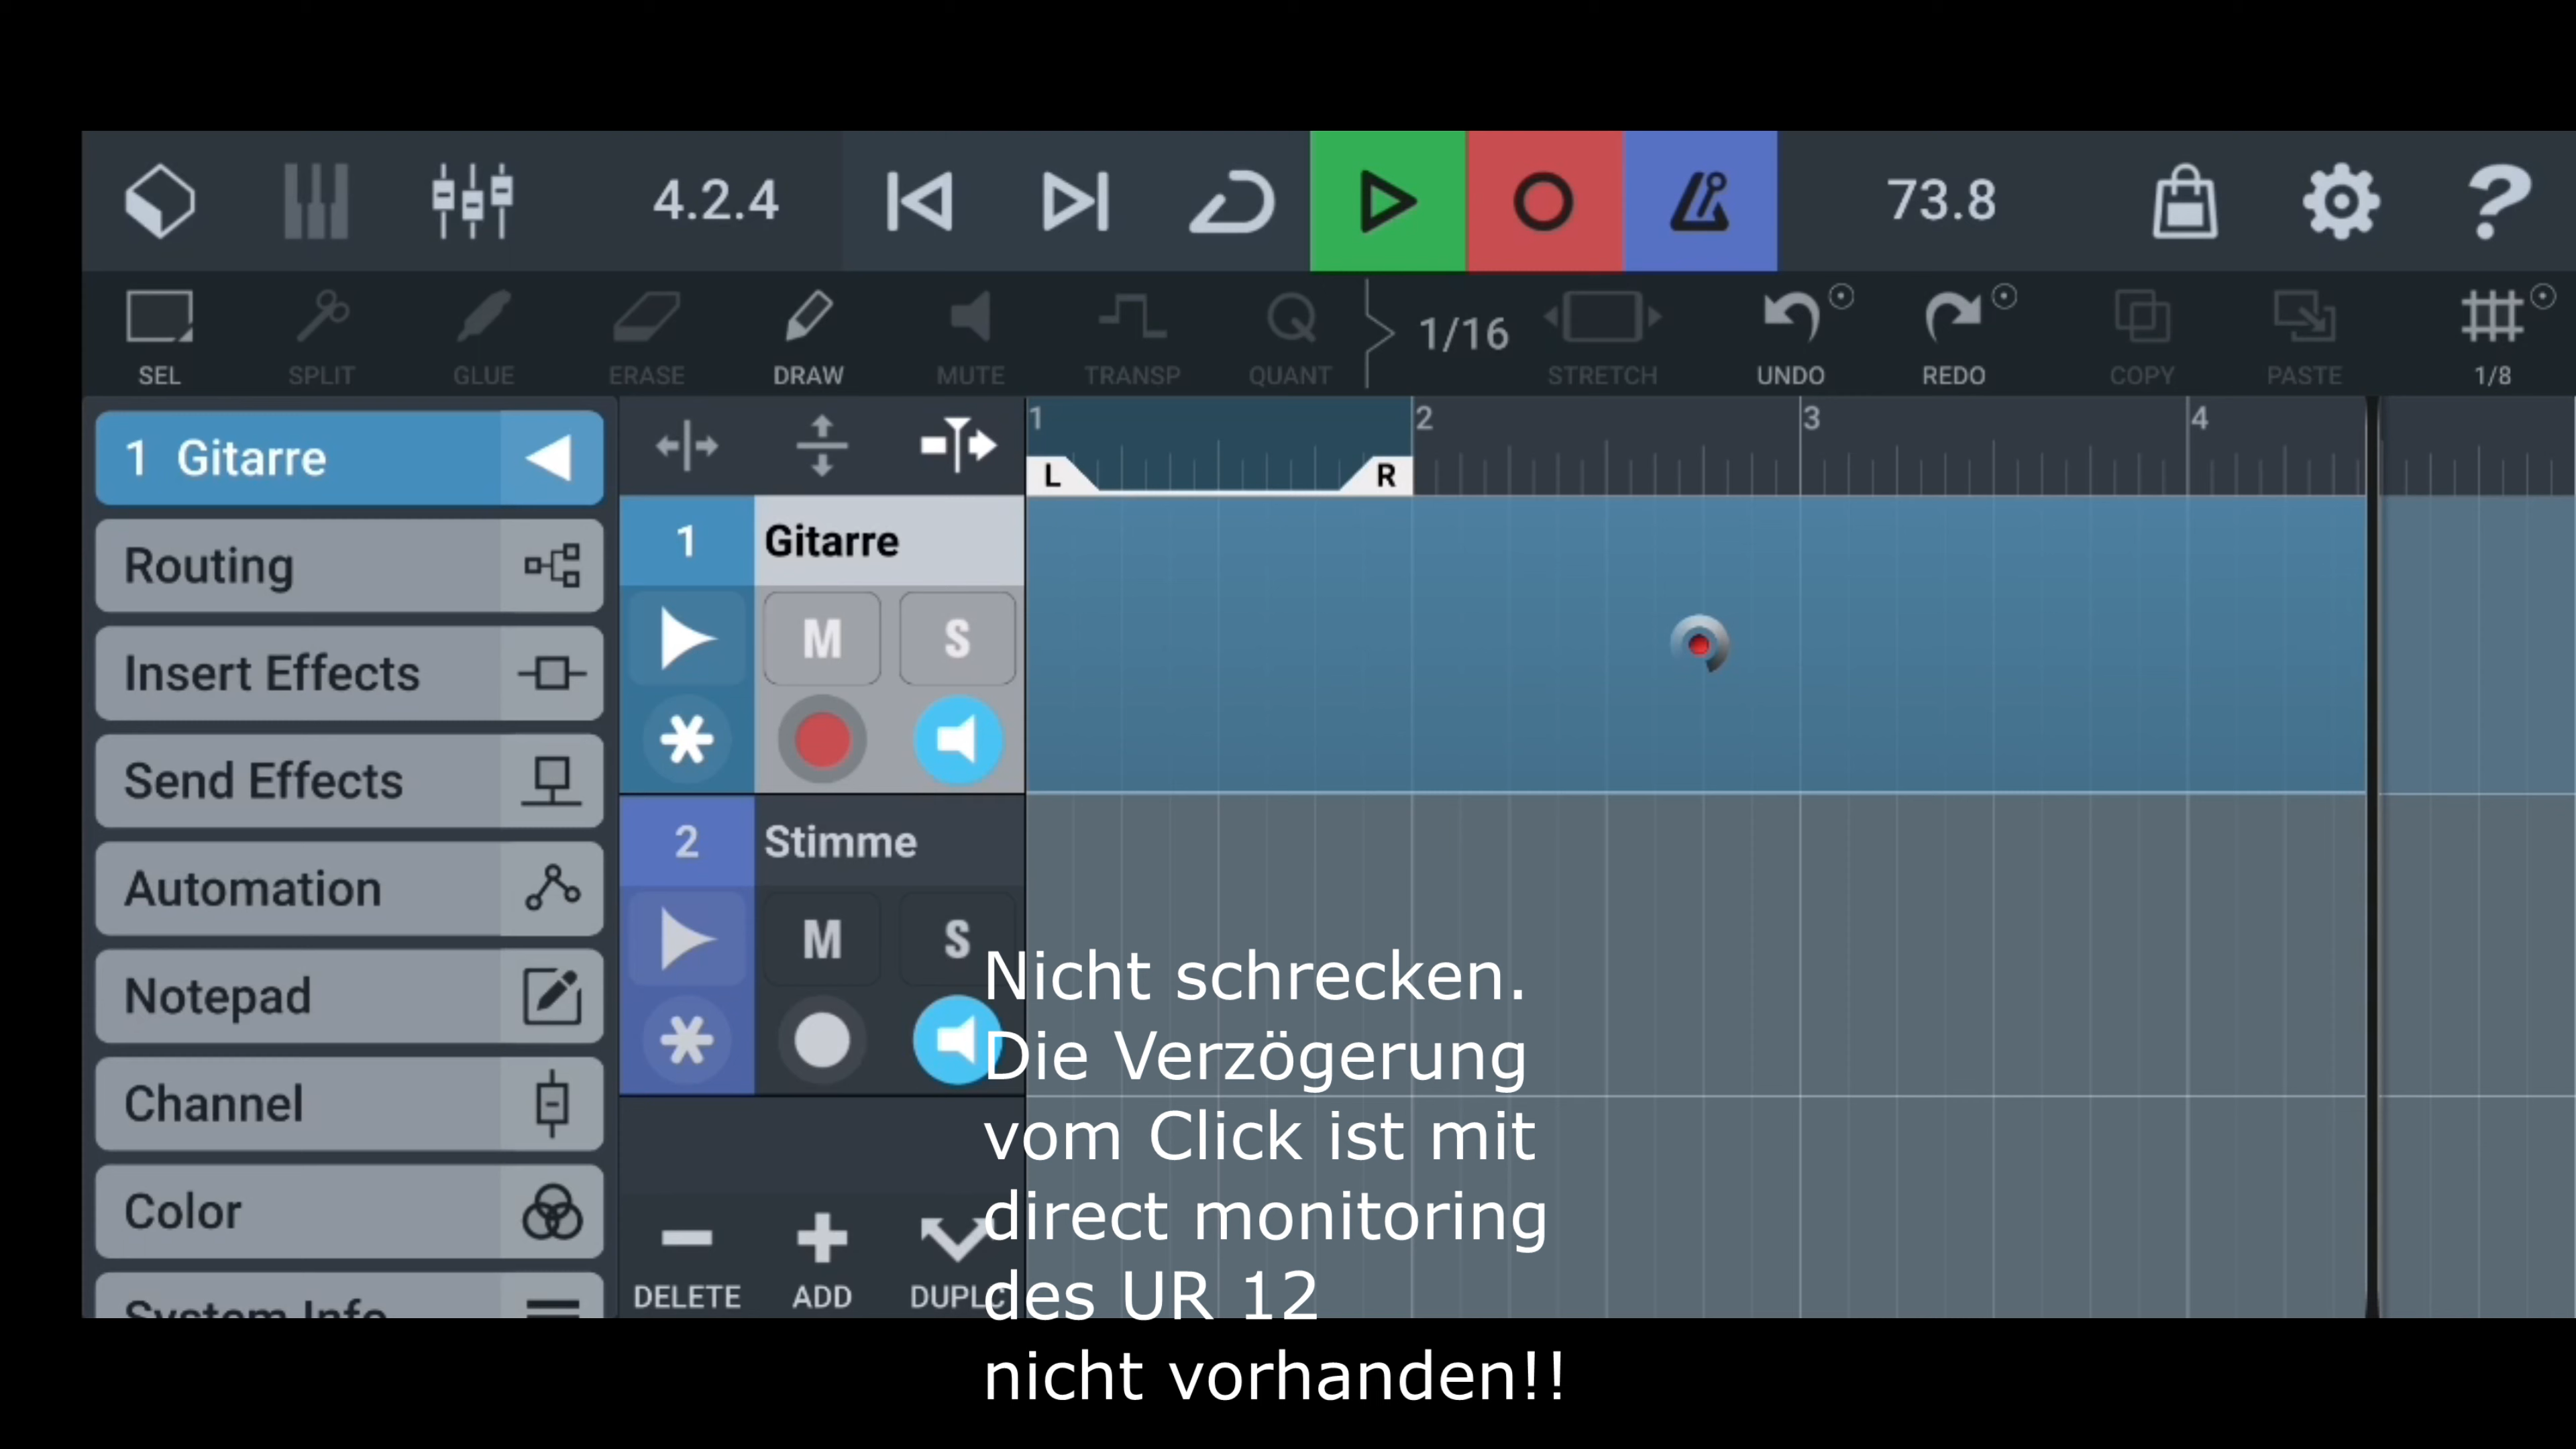 4.2.4
73.8
SEL
SPLIT
GLUE
ERASE
DRAW
MUTE
TRANSP
Q
QUANT
1/16
STRETCH
UNDO
REDO
COPY
PASTE
1/8
1 Gitarre
Routing
Insert Effects
Send Effects
Automation
Notepad
Channel
Color
System Info
1 2 3 4
L R
1 Gitarre
M S
2 Stimme
M S
DELETE ADD DUPLC
Nicht schrecken.
Die Verzögerung
vom Click ist mit
direct monitoring
des UR 12
nicht vorhanden!!